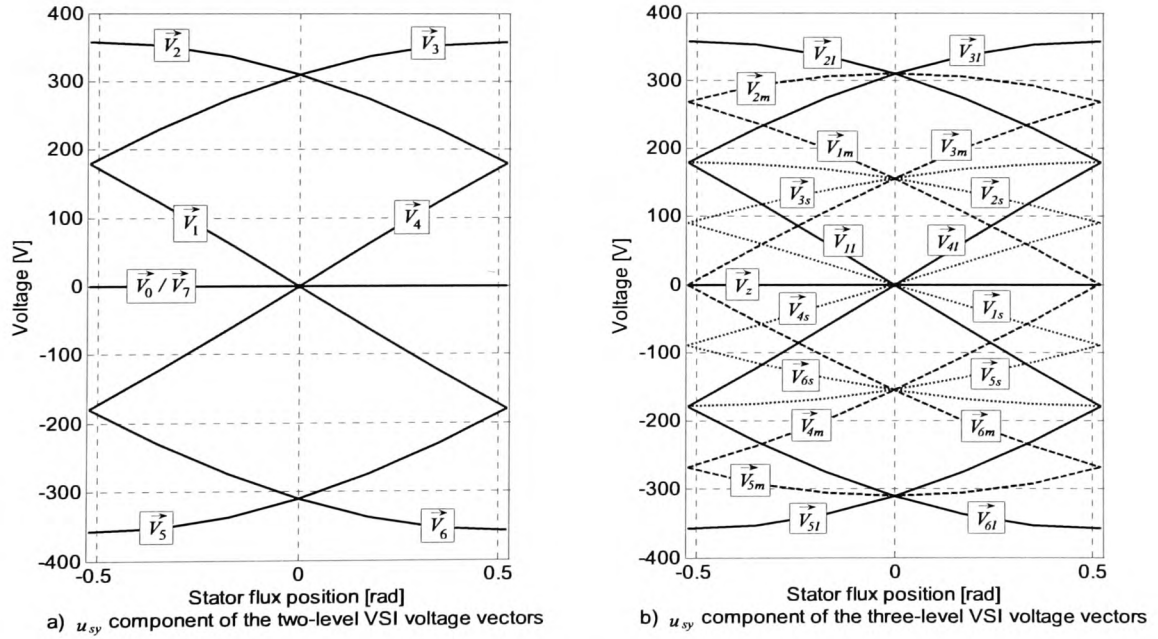 400
300
200
100
0
-100
-200
-300
-400
Voltage [V]
V2
V3
V1
V4
V0 / V7
V5
V6
-0.5
0
0.5
Stator flux position [rad]
a) usy component of the two-level VSI voltage vectors
400
300
200
100
0
-100
-200
-300
-400
Voltage [V]
V2l
V3l
V2m
V1m
V3m
V3s
V2s
V1l
V4l
Vz
V4s
V1s
V6s
V5s
V4m
V6m
V5m
V5l
V6l
-0.5
0
0.5
Stator flux position [rad]
b) usy component of the three-level VSI voltage vectors